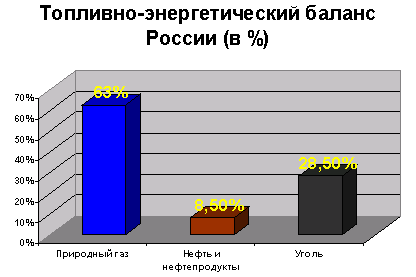 Топливно-энергетический баланс
России (в %)
63%
8,50%
28,50%
70%
60%
50%
40%
30%
20%
10%
0%
Природный газ
Нефть и
нефтепродукты
Уголь